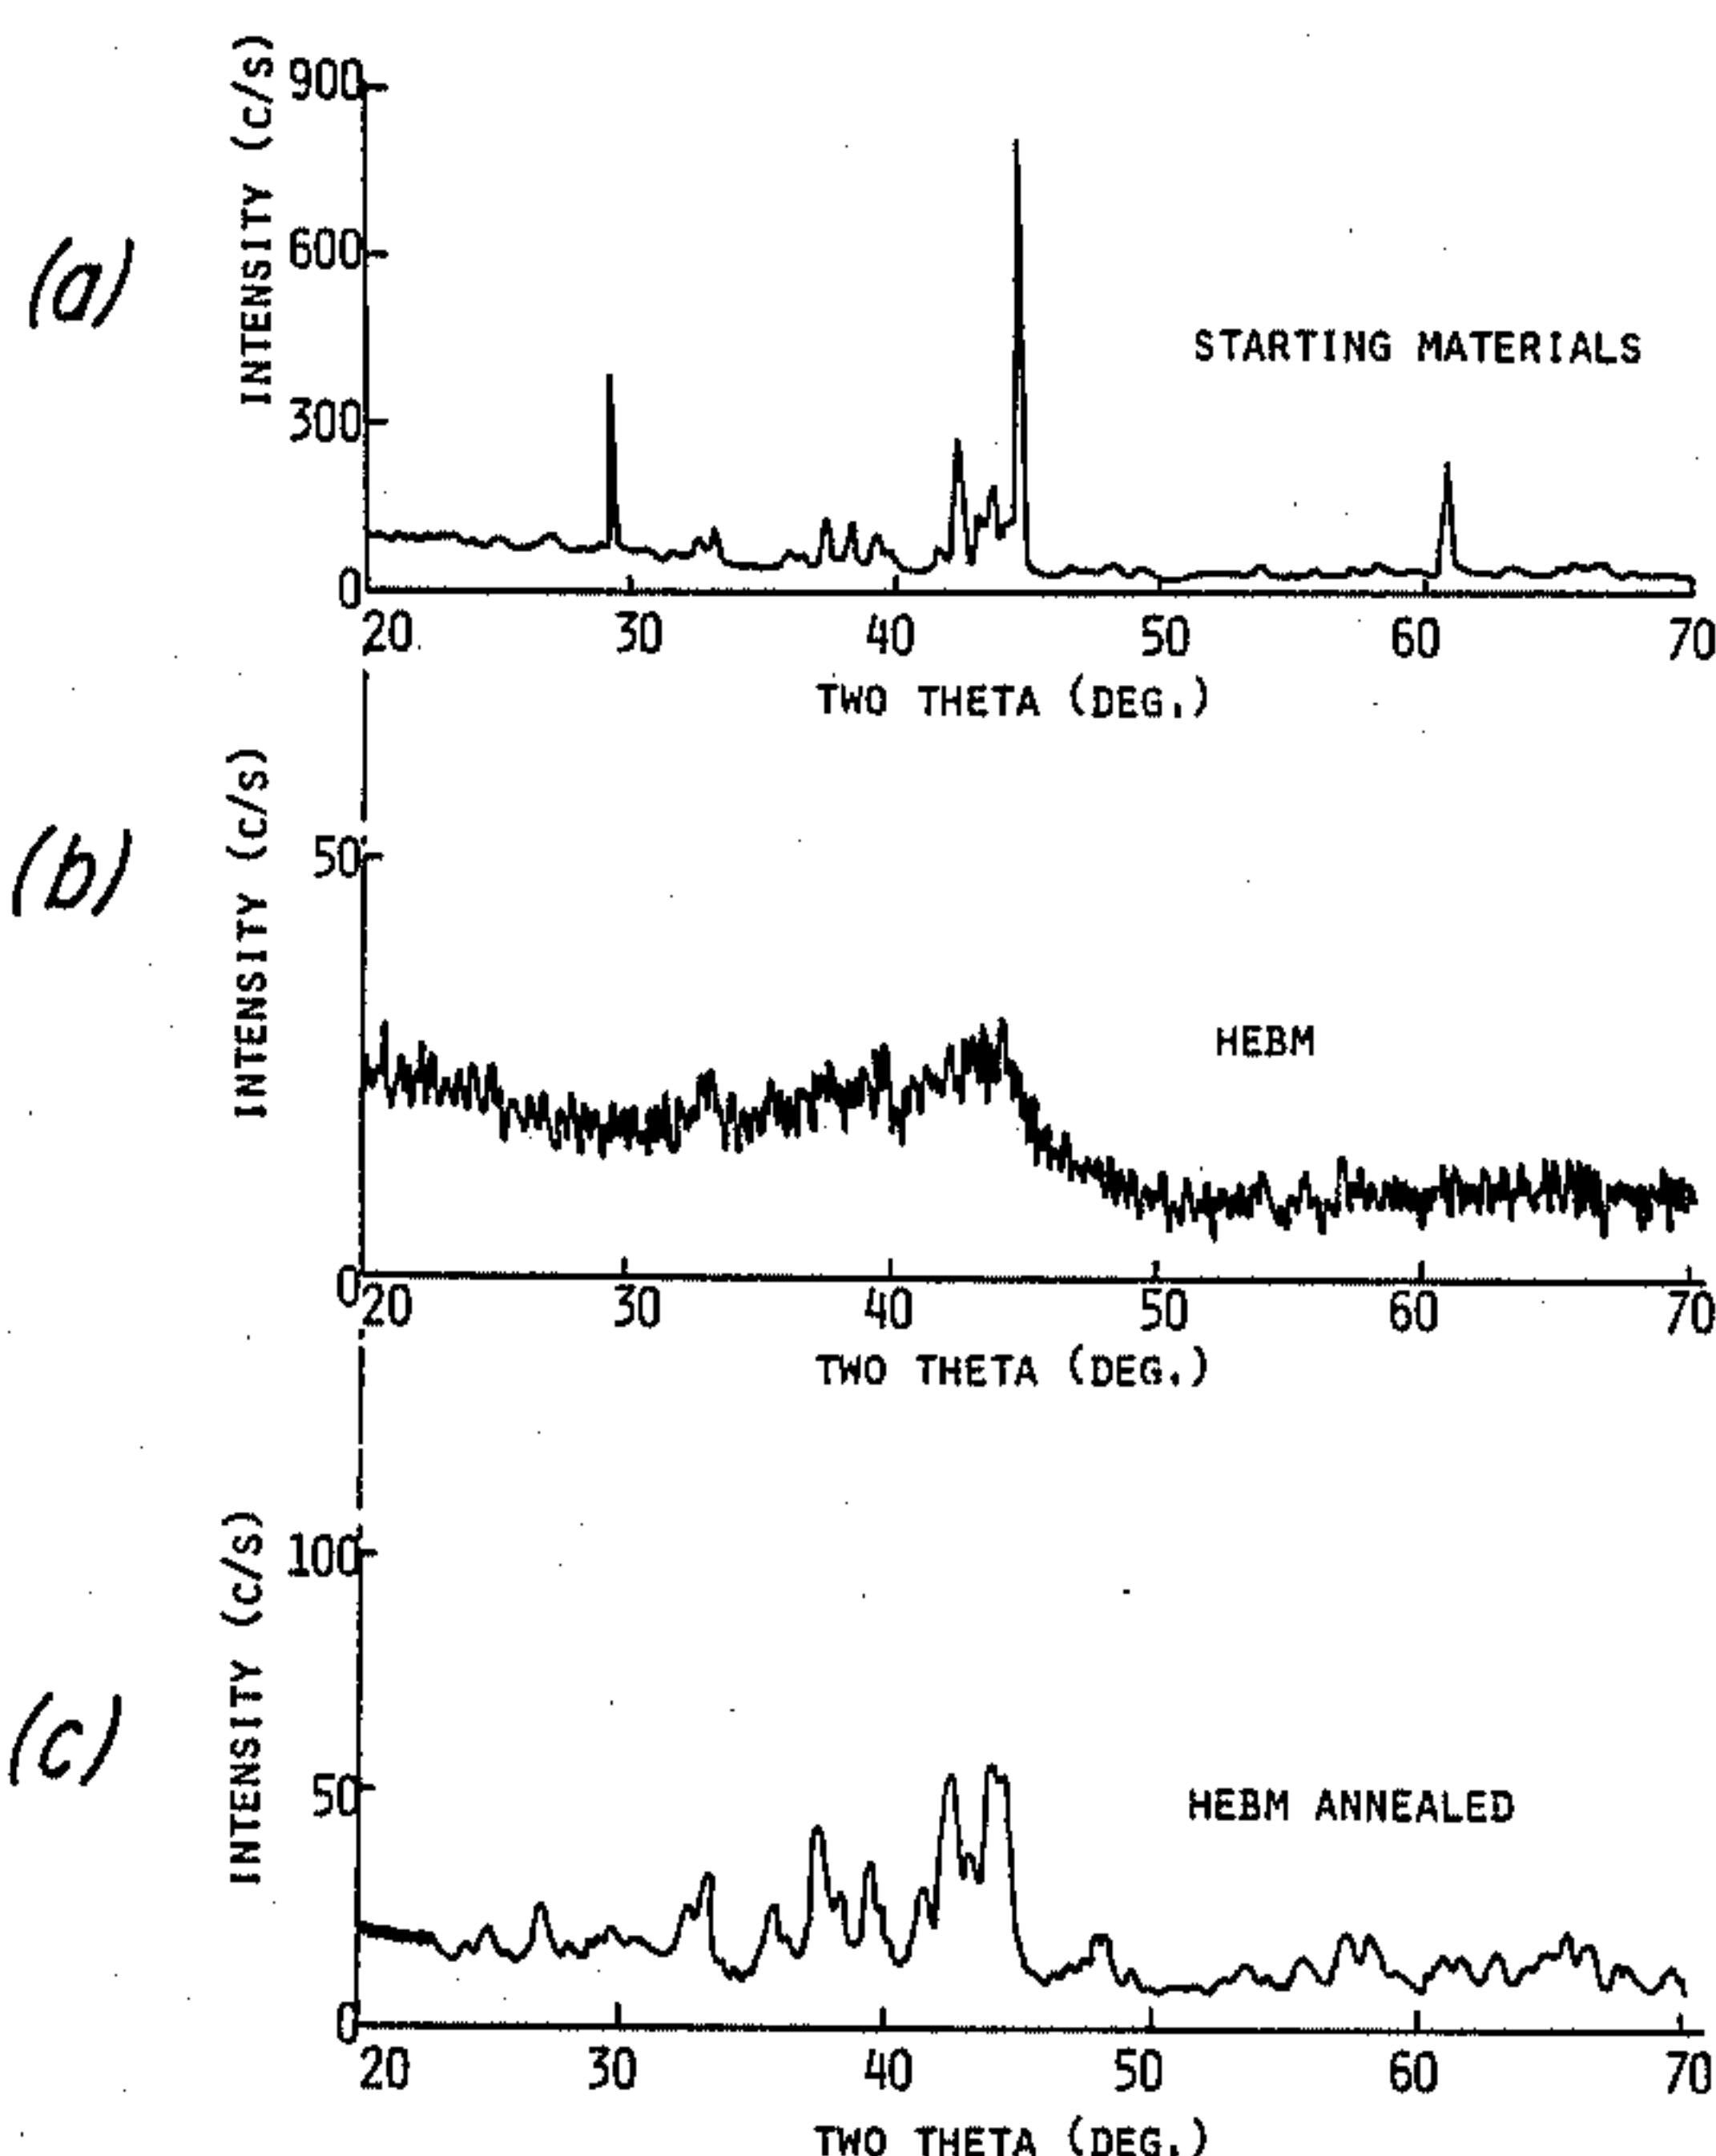 (a)
INTENSITY (c/s)
900
600
300
0
STARTING MATERIALS
20 30 40 50 60 70
TWO THETA (DEG.)
(b)
INTENSITY (c/s)
50
0
HEBM
20 30 40 50 60 70
TWO THETA (DEG.)
(c)
INTENSITY (c/s)
100
50
0
HEBM ANNEALED
20 30 40 50 60 70
TWO THETA (DEG.)